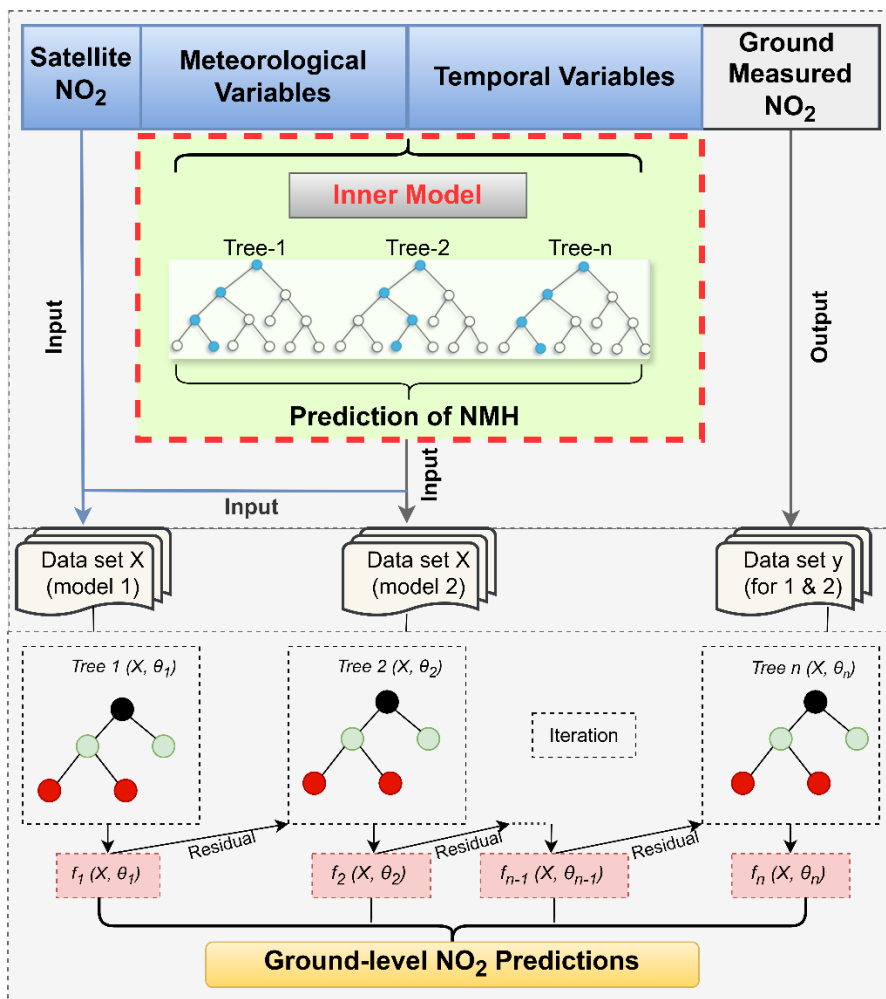 Satellite
NO₂
Meteorological
Variables
Temporal Variables
Ground
Measured
NO₂
Inner Model
Tree-1
Tree-2
Tree-n
Input
Output
Prediction of NMH
Input
Input
Data set X
(model 1)
Data set X
(model 2)
Data set y
(for 1 & 2)
Tree 1 (X, θ₁)
Tree 2 (X, θ₂)
Tree n (X, θₙ)
Iteration
Residual
Residual
Residual
f₁ (X, θ₁)
f₂ (X, θ₂)
fₙ₋₁ (X, θₙ₋₁)
fₙ (X, θₙ)
Ground-level NO₂ Predictions